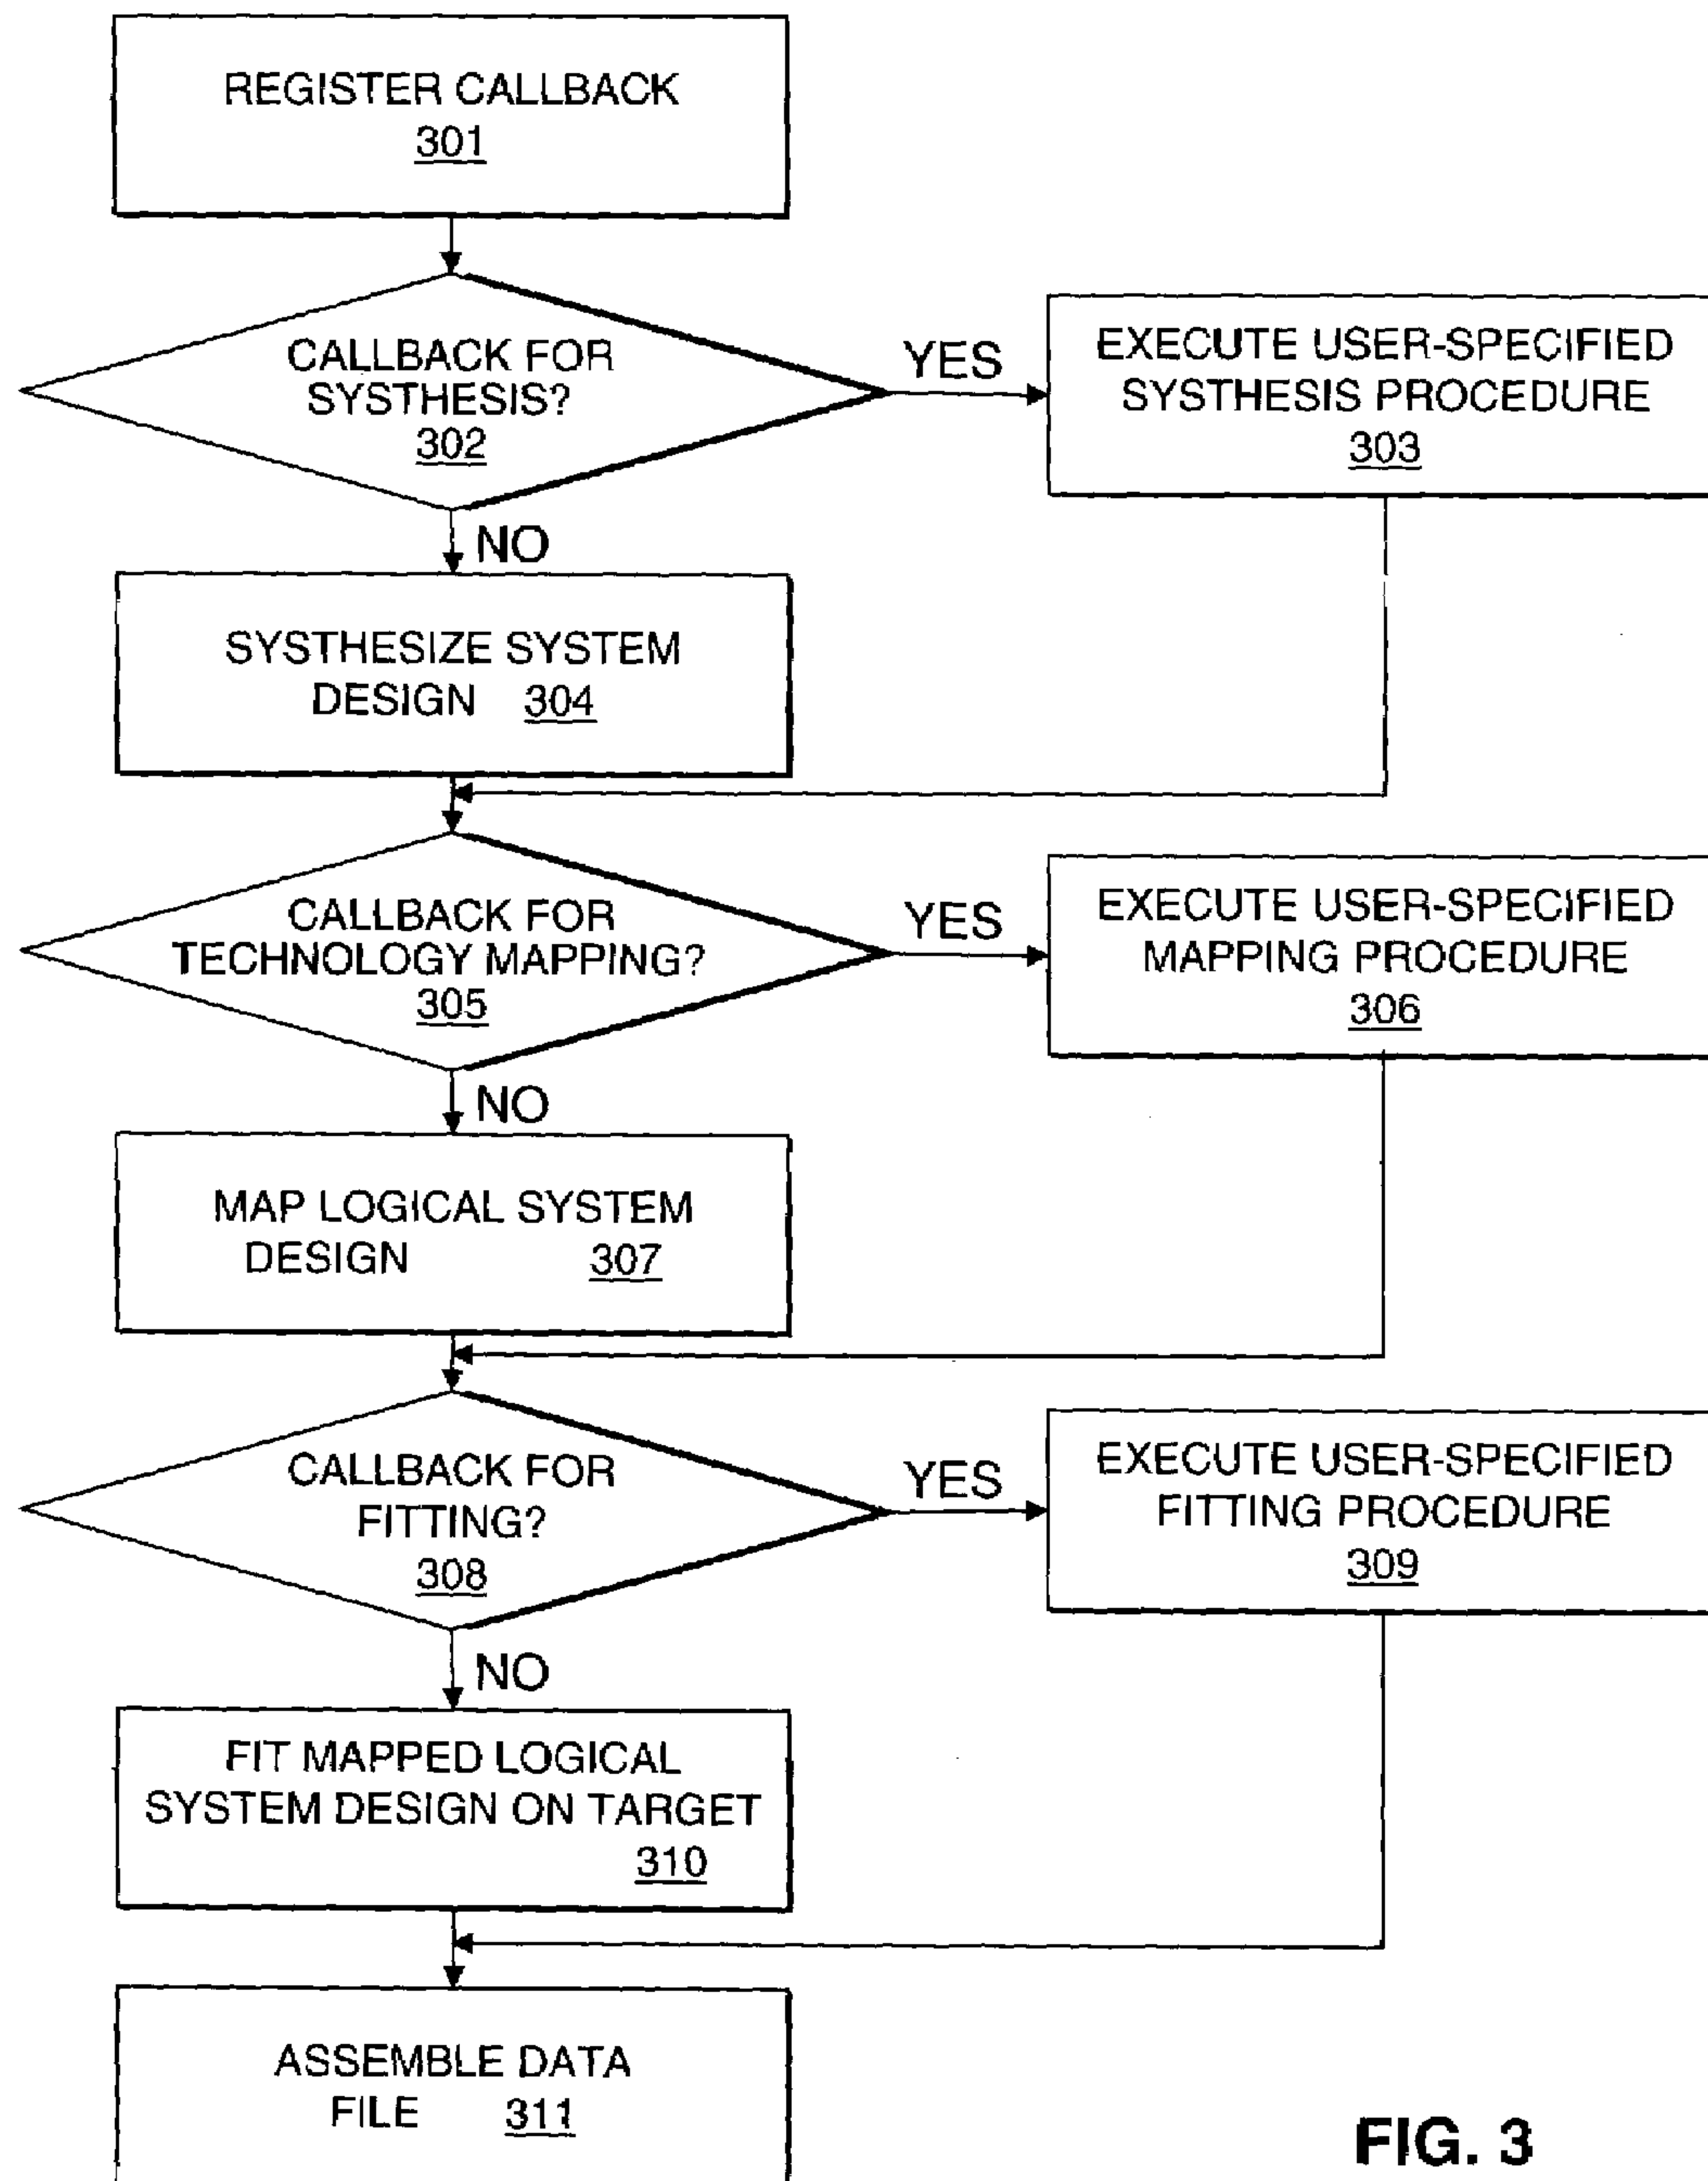 REGISTER CALLBACK
301
CALLBACK FOR
SYSTHESIS?
302
YES
EXECUTE USER-SPECIFIED
SYSTHESIS PROCEDURE
303
NO
SYSTHESIZE SYSTEM
DESIGN 304
CALLBACK FOR
TECHNOLOGY MAPPING?
305
YES
EXECUTE USER-SPECIFIED
MAPPING PROCEDURE
306
NO
MAP LOGICAL SYSTEM
DESIGN 307
CALLBACK FOR
FITTING?
308
YES
EXECUTE USER-SPECIFIED
FITTING PROCEDURE
309
NO
FIT MAPPED LOGICAL
SYSTEM DESIGN ON TARGET
310
ASSEMBLE DATA
FILE 311
FIG. 3